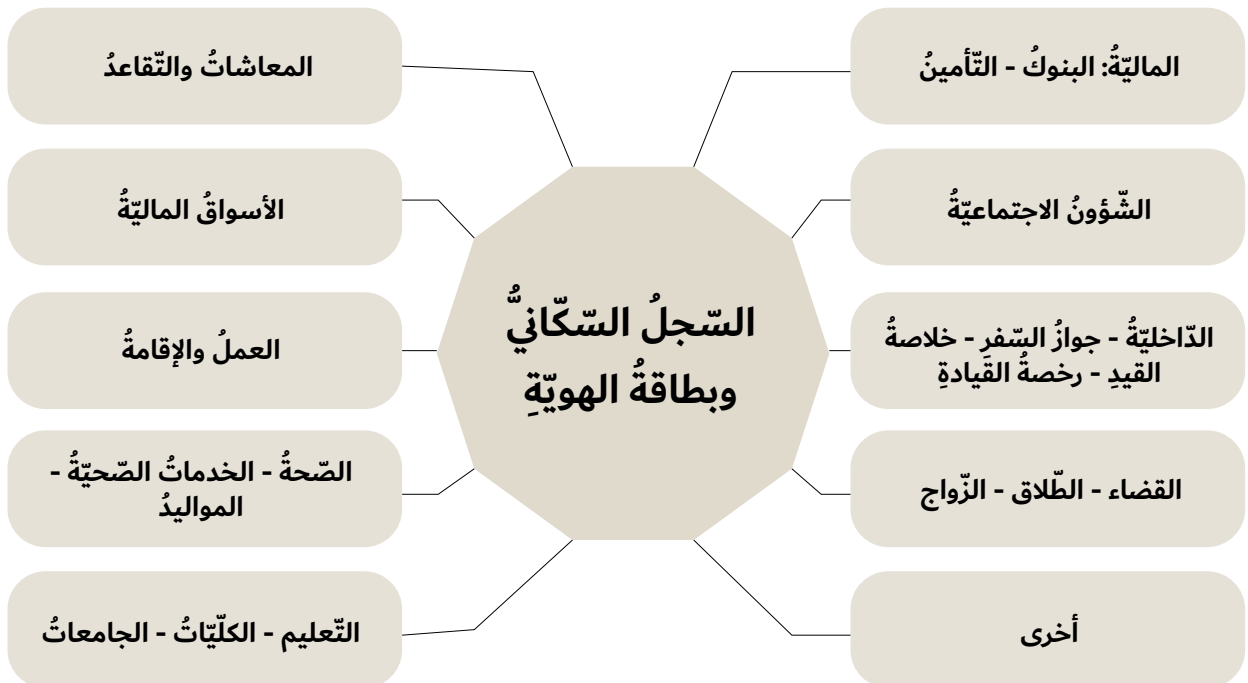 السّجلُ السّكّانيُّ
وبطاقةُ الهويّةِ
الماليّةُ: البنوكُ - التّأمينُ
الشّؤونُ الاجتماعيّةُ
الدّاخليّةُ - جوازُ السّفرِ - خلاصةُ
القيدِ - رخصةُ القَيادةِ
القضاء - الطّلاق - الزّواج
أخرى
المعاشاتُ والتّقاعدُ
الأسواقُ الماليّةُ
العملُ والإقامةُ
الصّحةُ - الخدماتُ الصّحيّةُ -
المواليدُ
التّعليم - الكلّيّاتُ - الجامعاتُ